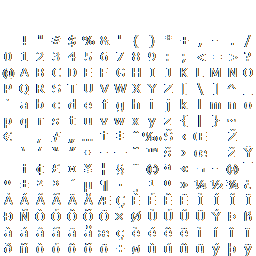 ! " # $ % & ' ( ) * + , - . /
0 1 2 3 4 5 6 7 8 9 : ; < = > ?
@ A B C D E F G H I J K L M N O
P Q R S T U V W X Y Z [ \ ] ^ _
` a b c d e f g h i j k l m n o
p q r s t u v w x y z { | } ~
€ ‚ ƒ „ … † ‡ ˆ ‰ Š ‹ Œ Ž
‘ ’ “ ” • – — ˜ ™ š › œ ž Ÿ
¡ ¢ £ ¤ ¥ ¦ § ¨ © ª « ¬ - ® ¯
° ± ² ³ ´ µ ¶ · ¸ ¹ º » ¼ ½ ¾ ¿
À Á Â Ã Ä Å Æ Ç È É Ê Ë Ì Í Î Ï
Ð Ñ Ò Ó Ô Õ Ö × Ø Ù Ú Û Ü Ý Þ ß
à á â ã ä å æ ç è é ê ë ì í î ï
ð ñ ò ó ô õ ö ÷ ø ù ú û ü ý þ ÿ